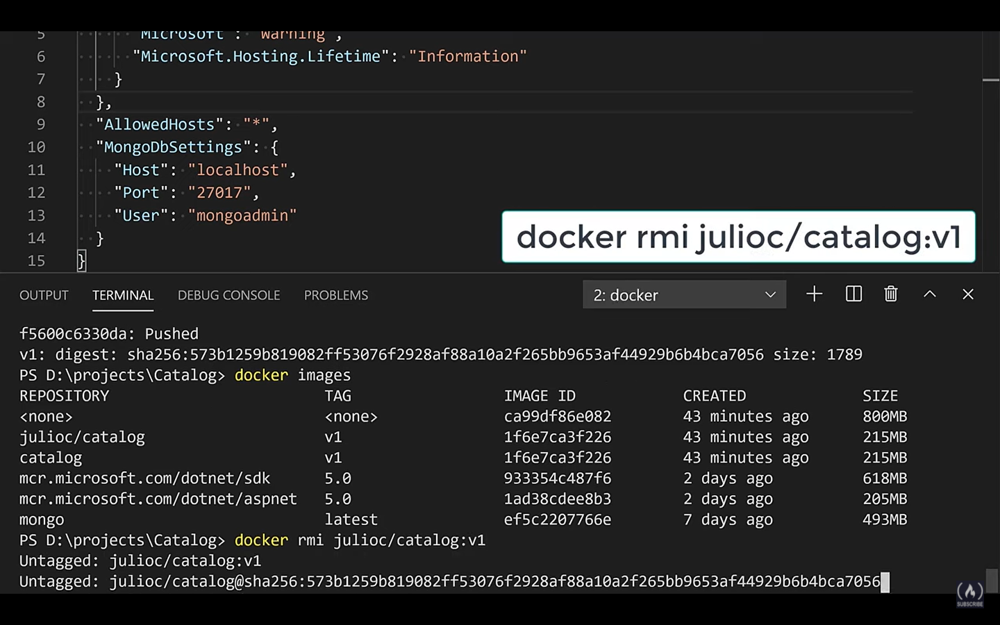 5 "Microsoft": "Warning",
6 "Microsoft.Hosting.Lifetime": "Information"
7 }
8 },
9 "AllowedHosts": "*",
10 "MongoDbSettings": {
11 "Host": "localhost",
12 "Port": "27017",
13 "User": "mongoadmin"
14 }
15 }
docker rmi julioc/catalog:v1
OUTPUT TERMINAL DEBUG CONSOLE PROBLEMS 2: docker
f5600c6330da: Pushed
v1: digest: sha256:573b1259b819082ff53076f2928af88a10a2f265bb9653af44929b6b4bca7056 size: 1789
PS D:\projects\Catalog> docker images
REPOSITORY TAG IMAGE ID CREATED SIZE
<none> <none> ca99df86e082 43 minutes ago 800MB
julioc/catalog v1 1f6e7ca3f226 43 minutes ago 215MB
catalog v1 1f6e7ca3f226 43 minutes ago 215MB
mcr.microsoft.com/dotnet/sdk 5.0 933354c487f6 2 days ago 618MB
mcr.microsoft.com/dotnet/aspnet 5.0 1ad38cdee8b3 2 days ago 205MB
mongo latest ef5c2207766e 7 days ago 493MB
PS D:\projects\Catalog> docker rmi julioc/catalog:v1
Untagged: julioc/catalog:v1
Untagged: julioc/catalog@sha256:573b1259b819082ff53076f2928af88a10a2f265bb9653af44929b6b4bca7056
SUBSCRIBE